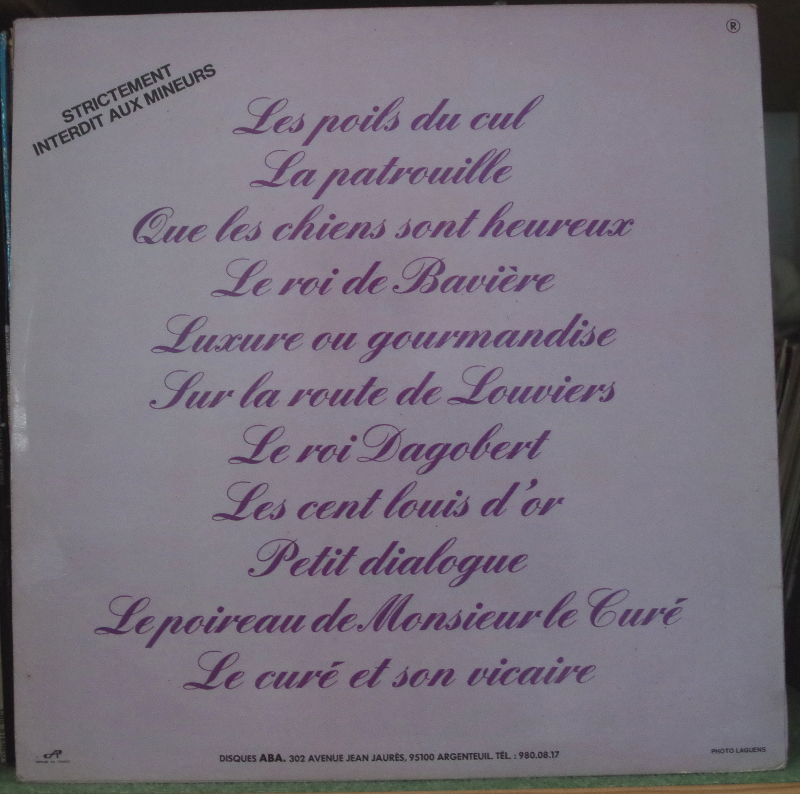 ®
STRICTEMENT
INTERDIT AUX MINEURS
Les poils du cul
La patrouille
Que les chiens sont heureux
Le roi de Bavière
Luxure ou gourmandise
Sur la route de Louviers
Le roi Dagobert
Les cent louis d'or
Petit dialogue
Le poireau de Monsieur le Curé
Le curé et son vicaire
DISQUES ABA. 302 AVENUE JEAN JAURÈS, 95100 ARGENTEUIL. TÉL. : 980.08.17
PHOTO LAGUENS